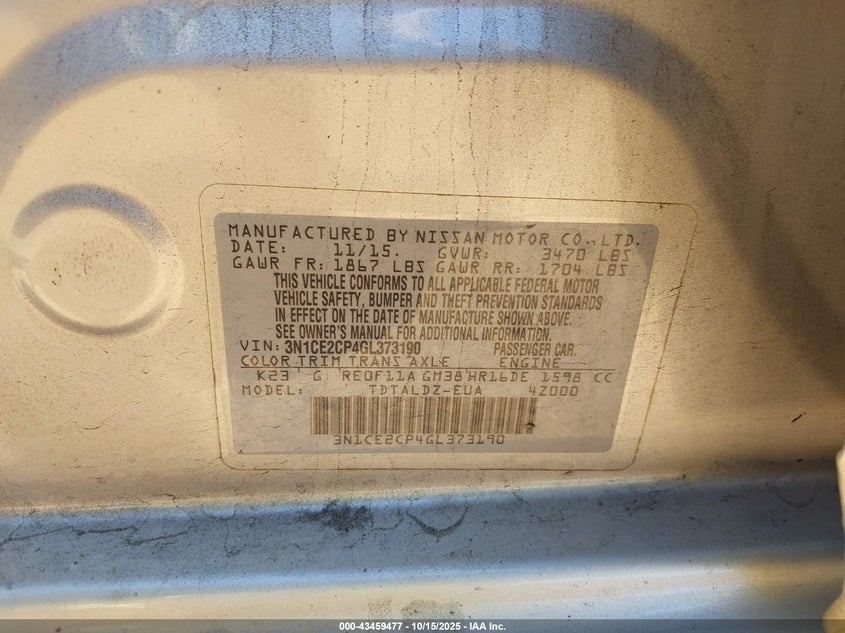 MANUFACTURED BY NISSAN MOTOR CO., LTD.
DATE: 11/15. GVWR: 3470 LBS
GAWR FR: 1867 LBS GAWR RR: 1704 LBS
THIS VEHICLE CONFORMS TO ALL APPLICABLE FEDERAL MOTOR
VEHICLE SAFETY, BUMPER AND THEFT PREVENTION STANDARDS
IN EFFECT ON THE DATE OF MANUFACTURE SHOWN ABOVE.
SEE OWNER'S MANUAL FOR ADDITIONAL INFORMATION.
VIN: 3N1CE2CP4GL373190 PASSENGER CAR.
COLOR TRIM TRANS AXLE ENGINE
K23 G RE0F11A GM38 HR16DE 1598 CC
MODEL: TDTALDZ-EUA 42000
3N1CE2CP4GL373190
000-43459477 - 10/15/2025 - IAA Inc.